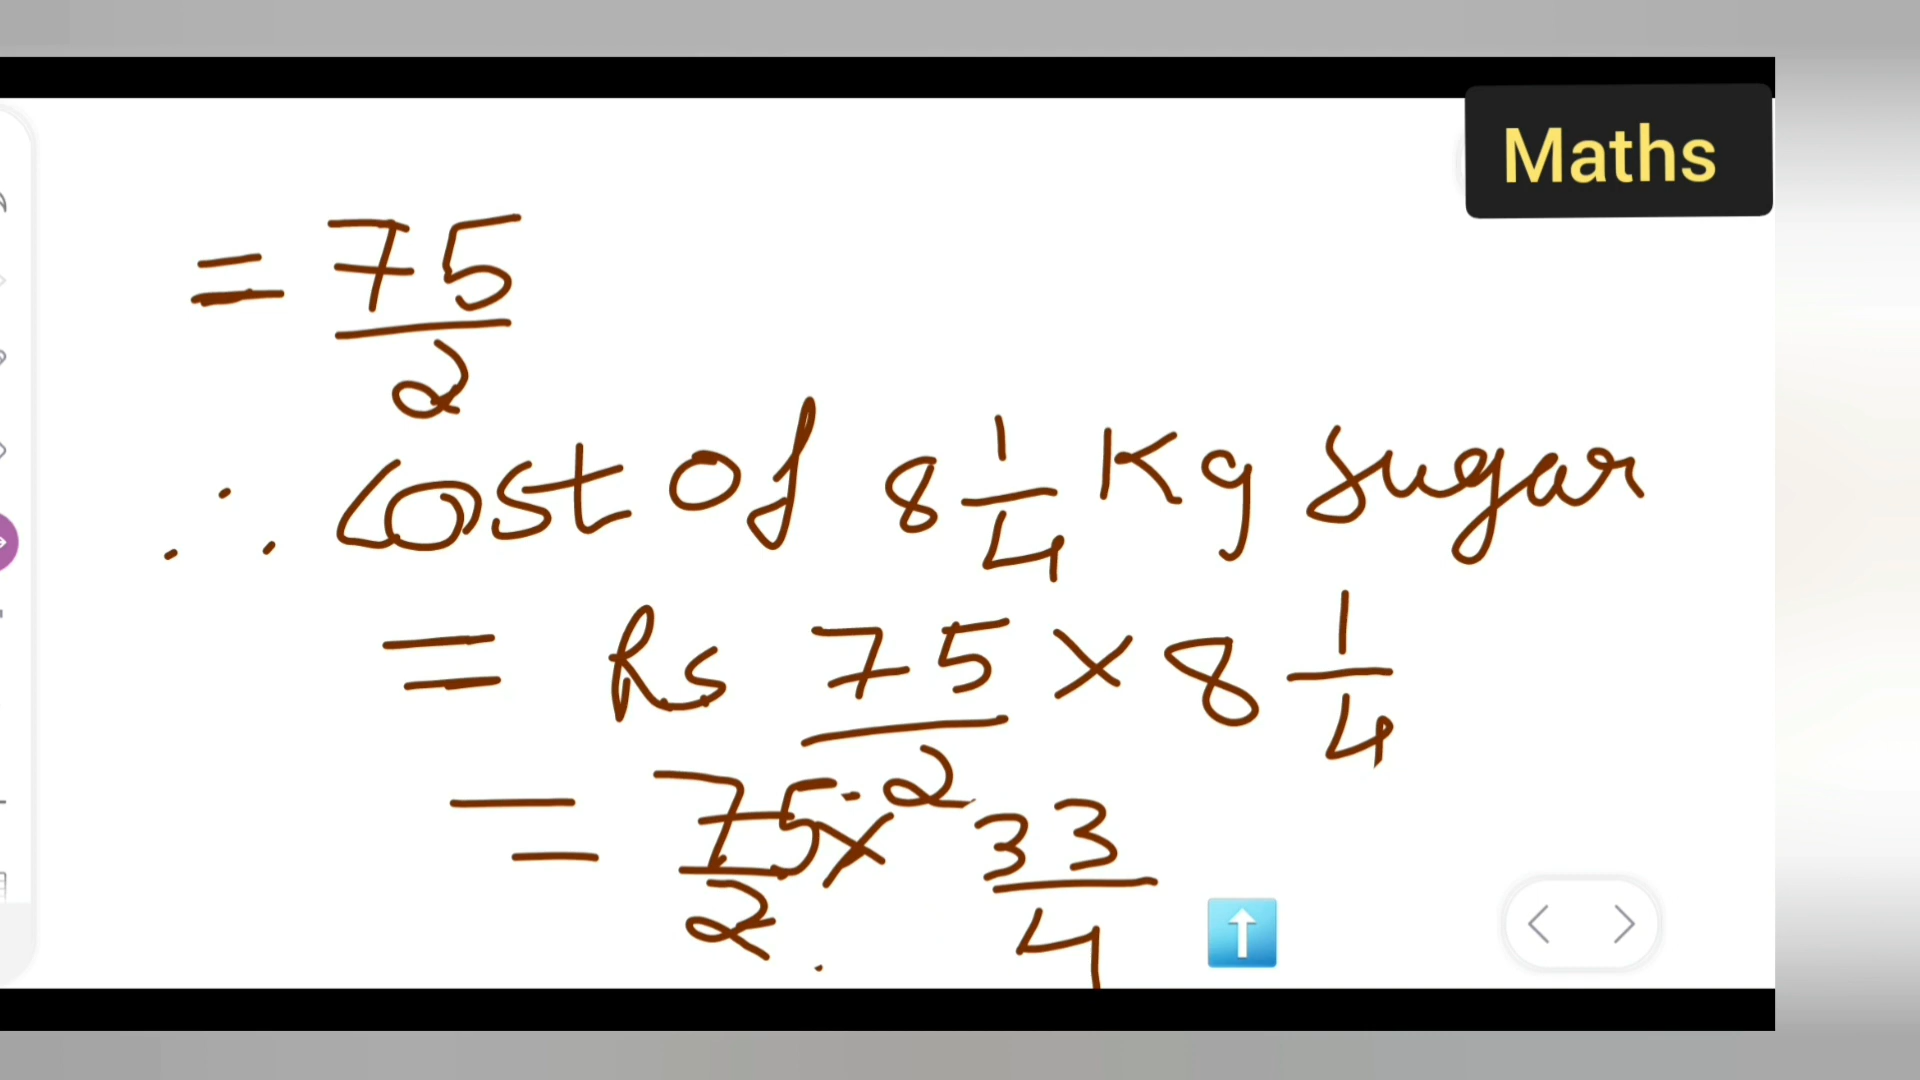 Maths
= 75/2
∴ Cost of 8 1/4 Kg sugar
= Rs 75/2 × 8 1/4
= 75/2 × 33/4